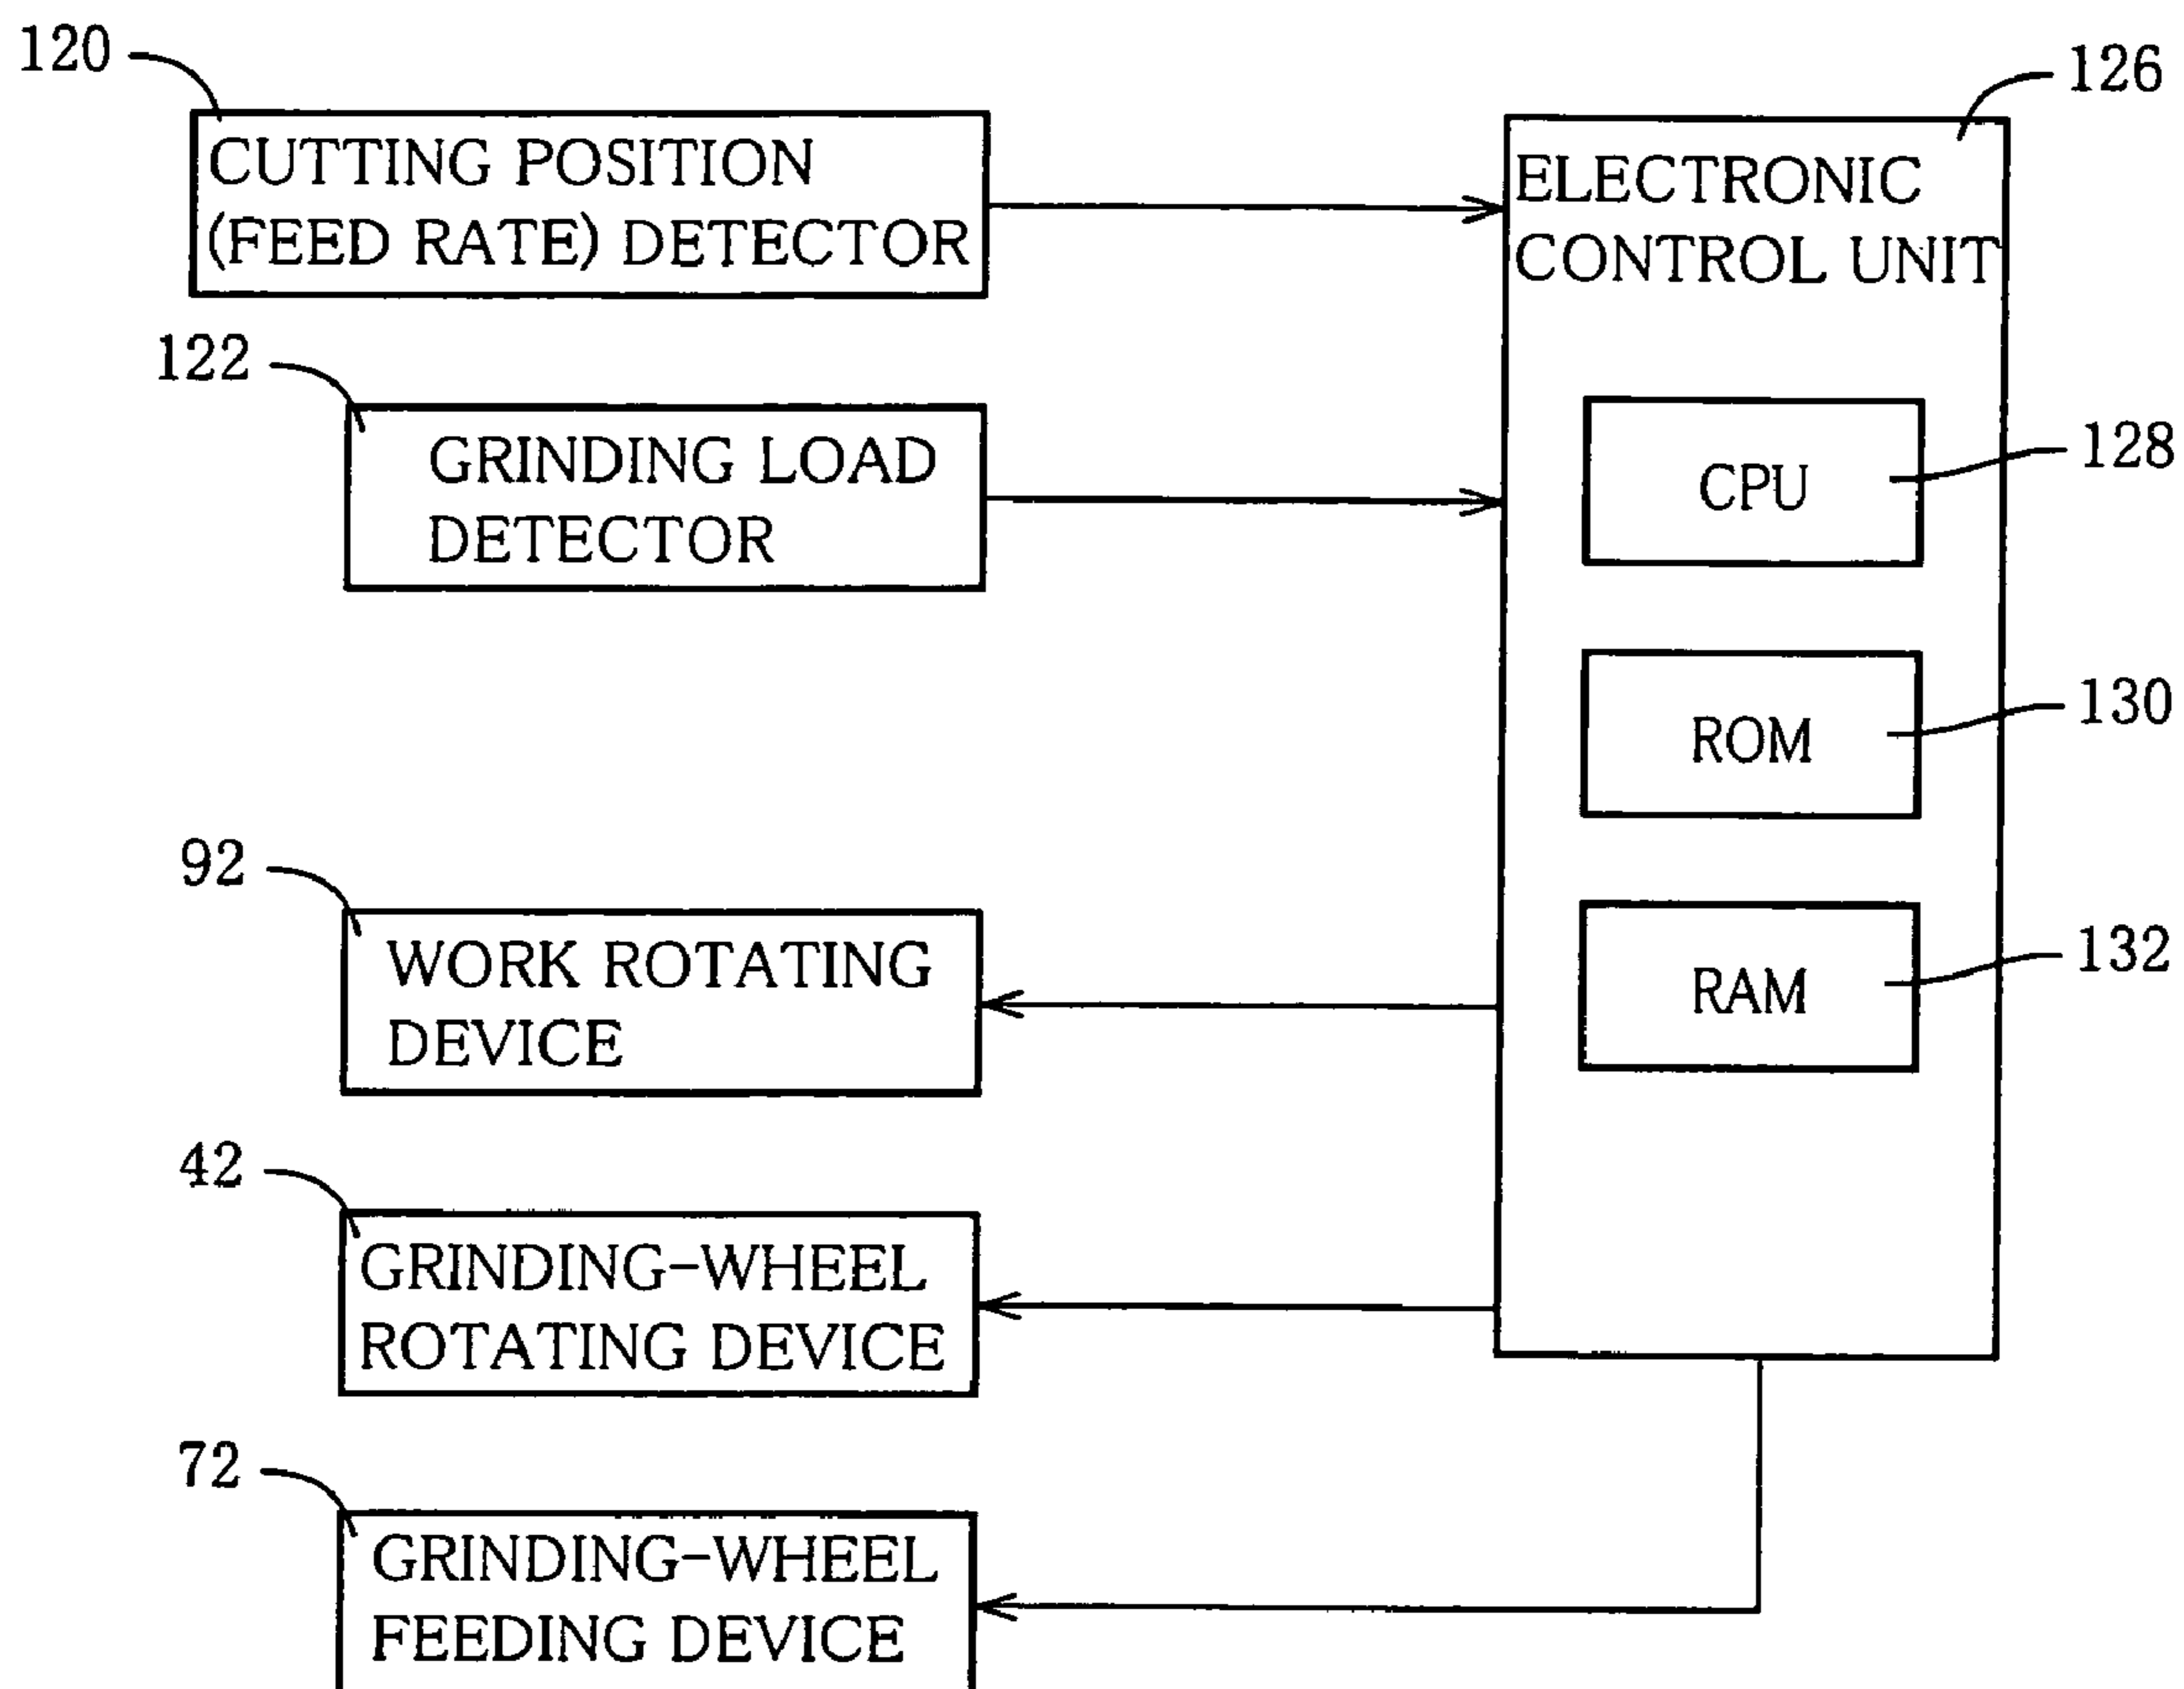 120
CUTTING POSITION
(FEED RATE) DETECTOR
122
GRINDING LOAD
DETECTOR
92
WORK ROTATING
DEVICE
42
GRINDING-WHEEL
ROTATING DEVICE
72
GRINDING-WHEEL
FEEDING DEVICE
126
ELECTRONIC
CONTROL UNIT
CPU
128
ROM
130
RAM
132